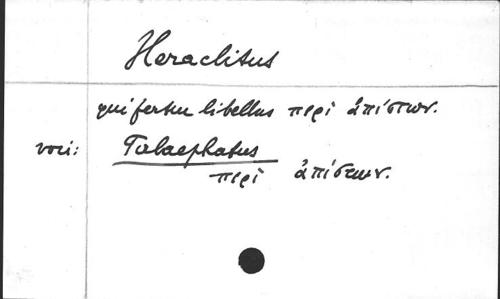 Heraclitus
qui fertur libellus περὶ ἀπίστων.
voir: Palaephatus
περὶ ἀπίστων.